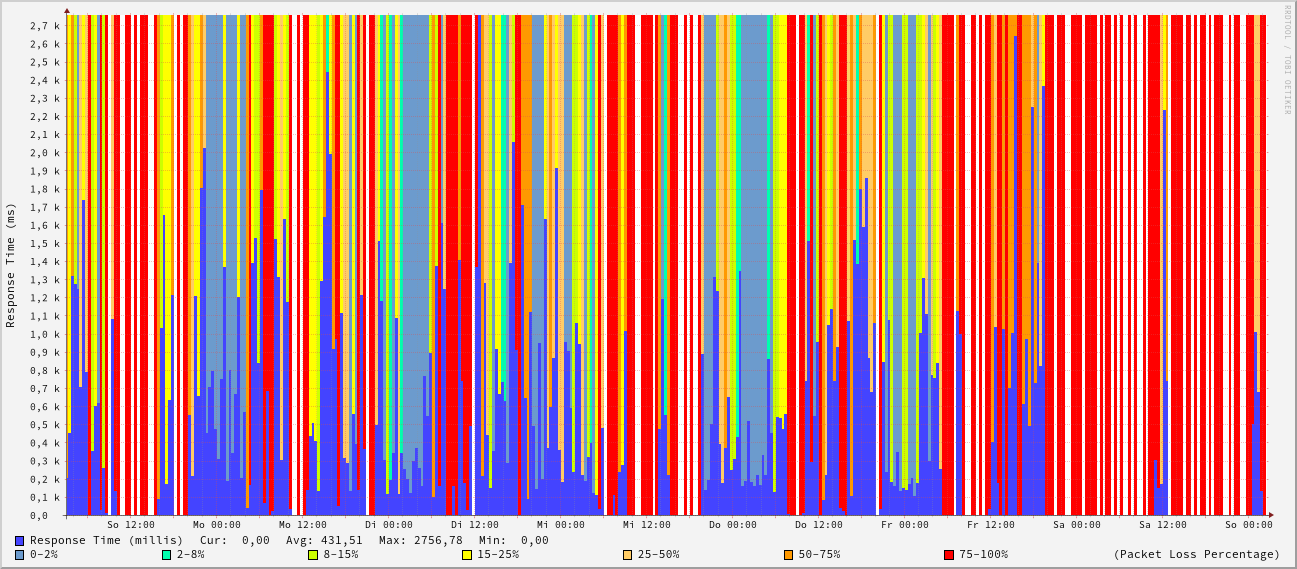 RRDTOOL / TOBI OETIKER
Response Time (ms)
2,7 k
2,6 k
2,5 k
2,4 k
2,3 k
2,2 k
2,1 k
2,0 k
1,9 k
1,8 k
1,7 k
1,6 k
1,5 k
1,4 k
1,3 k
1,2 k
1,1 k
1,0 k
0,9 k
0,8 k
0,7 k
0,6 k
0,5 k
0,4 k
0,3 k
0,2 k
0,1 k
0,0
So 12:00 Mo 00:00 Mo 12:00 Di 00:00 Di 12:00 Mi 00:00 Mi 12:00 Do 00:00 Do 12:00 Fr 00:00 Fr 12:00 Sa 00:00 Sa 12:00 So 00:00
Response Time (millis) Cur: 0,00 Avg: 431,51 Max: 2756,78 Min: 0,00
0-2% 2-8% 8-15% 15-25% 25-50% 50-75% 75-100% (Packet Loss Percentage)